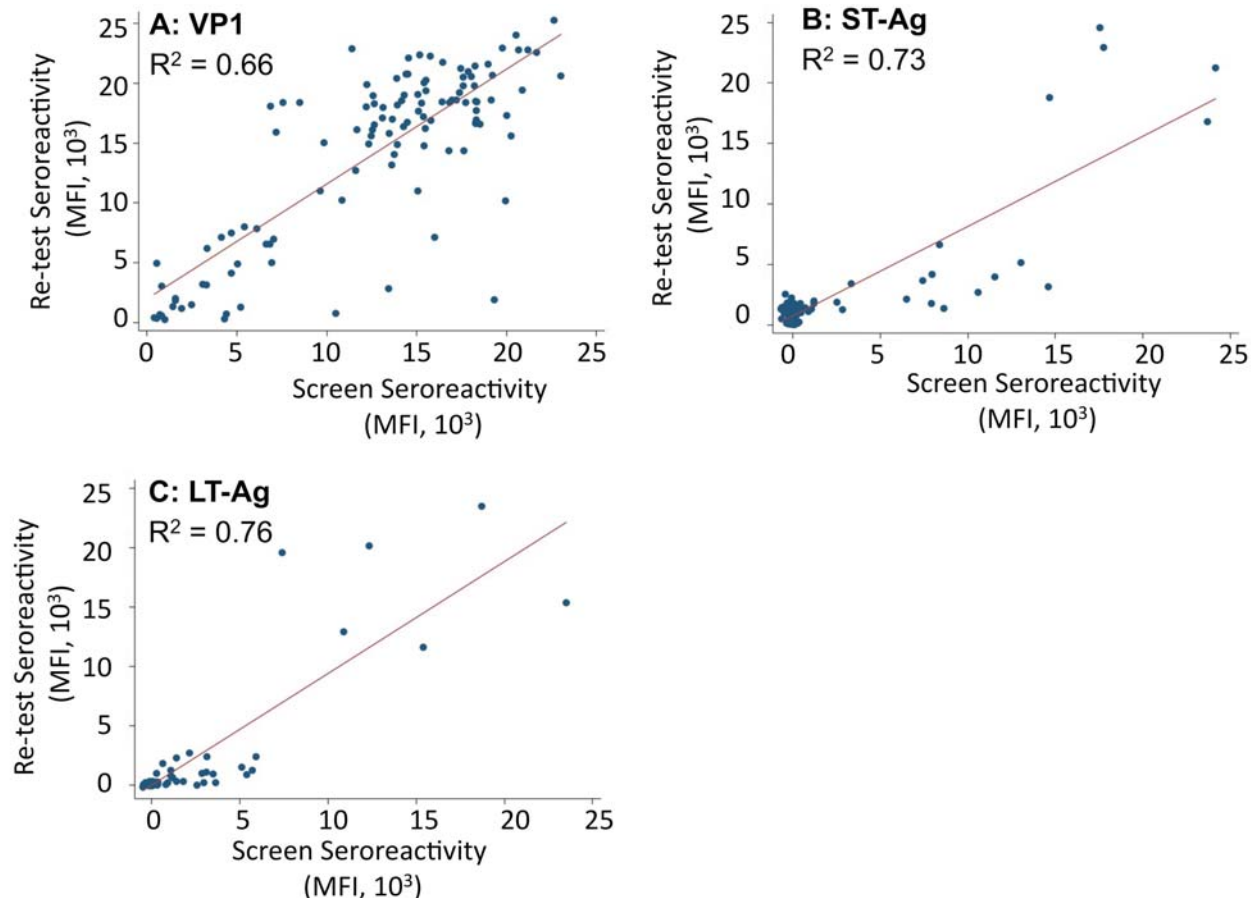 A: VP1
R² = 0.66
Re-test Seroreactivity
(MFI, 10³)
25
20
15
10
5
0
0 5 10 15 20 25
Screen Seroreactivity
(MFI, 10³)
B: ST-Ag
R² = 0.73
Re-test Seroreactivity
(MFI, 10³)
25
20
15
10
5
0
0 5 10 15 20 25
Screen Seroreactivity
(MFI, 10³)
C: LT-Ag
R² = 0.76
Re-test Seroreactivity
(MFI, 10³)
25
20
15
10
5
0
0 5 10 15 20 25
Screen Seroreactivity
(MFI, 10³)